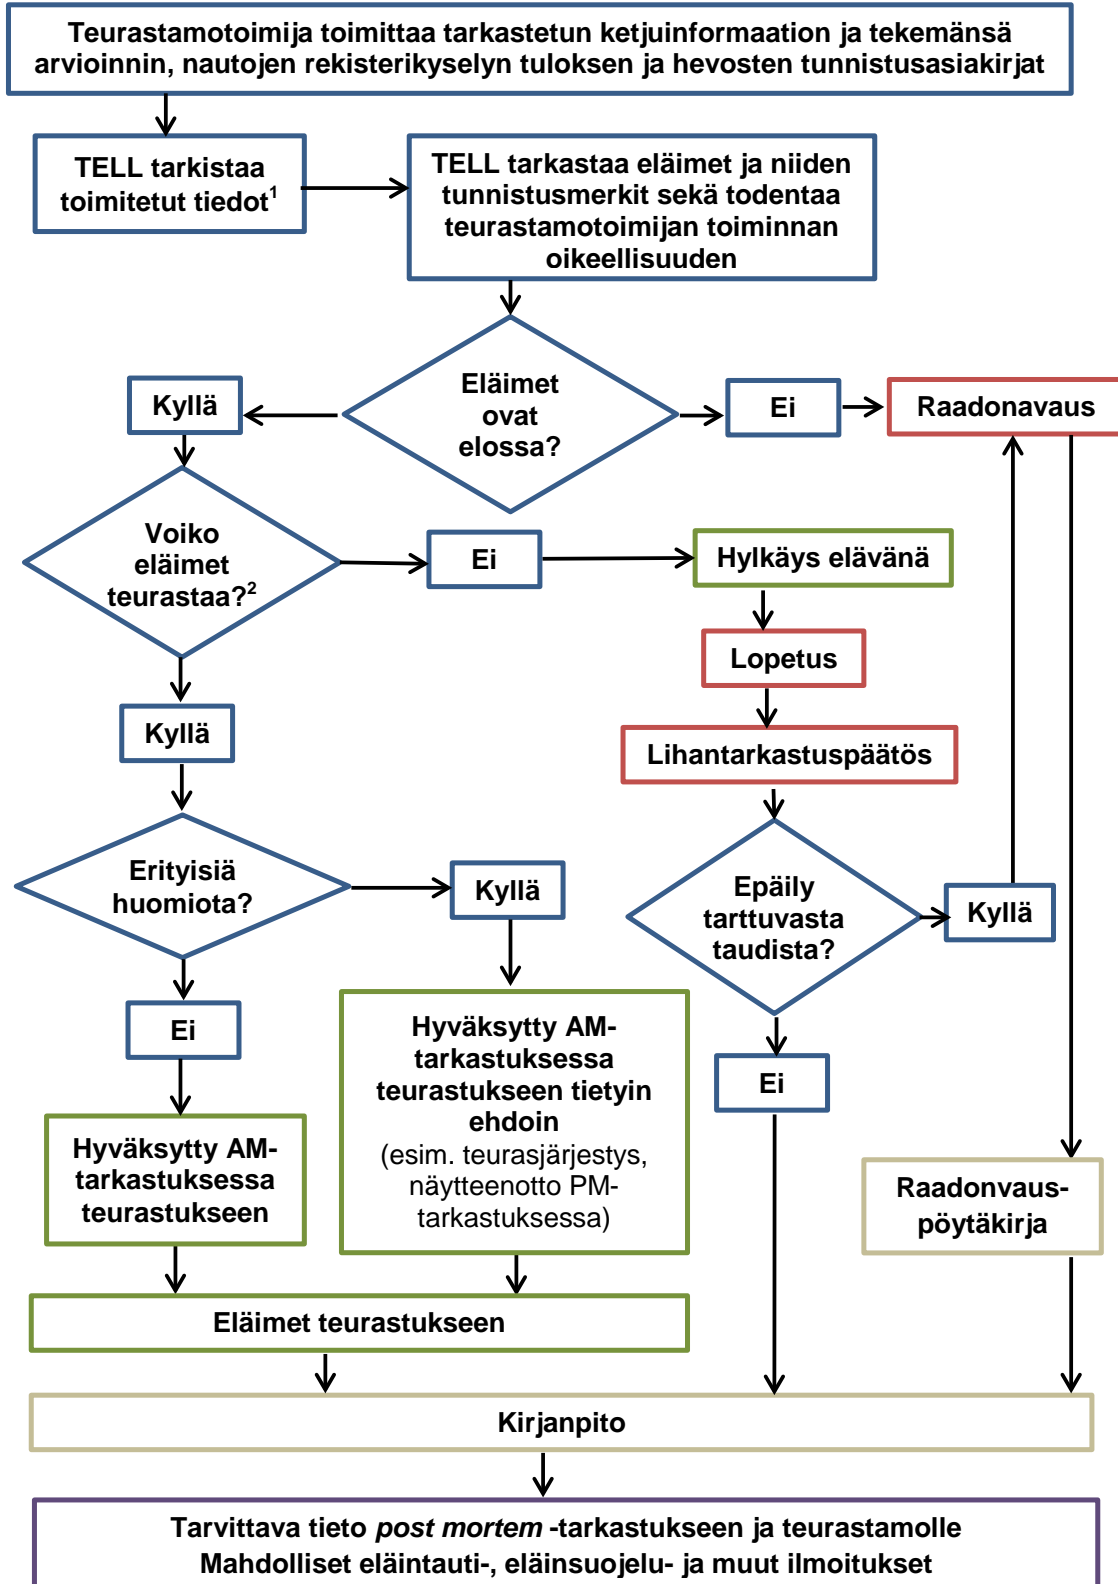 Teurastamotoimija toimittaa tarkastetun ketjuinformaation ja tekemänsä
arvioinnin, nautojen rekisterikyselyn tuloksen ja hevosten tunnistusasiakirjat
TELL tarkistaa
toimitetut tiedot¹
TELL tarkastaa eläimet ja niiden
tunnistusmerkit sekä todentaa
teurastamotoimijan toiminnan
oikeellisuuden
Eläimet
ovat
elossa?
Kyllä
Ei
Raadonavaus
Voiko
eläimet
teurastaa?²
Ei
Hylkäys elävänä
Lopetus
Kyllä
Lihantarkastuspäätös
Erityisiä
huomiota?
Kyllä
Epäily
tarttuvasta
taudista?
Kyllä
Ei
Hyväksytty AM-
tarkastuksessa
teurastukseen tietyin
ehdoin
(esim. teurasjärjestys,
näytteenotto PM-
tarkastuksessa)
Ei
Hyväksytty AM-
tarkastuksessa
teurastukseen
Raadonvaus-
pöytäkirja
Eläimet teurastukseen
Kirjanpito
Tarvittava tieto post mortem -tarkastukseen ja teurastamolle
Mahdolliset eläintauti-, eläinsuojelu- ja muut ilmoitukset